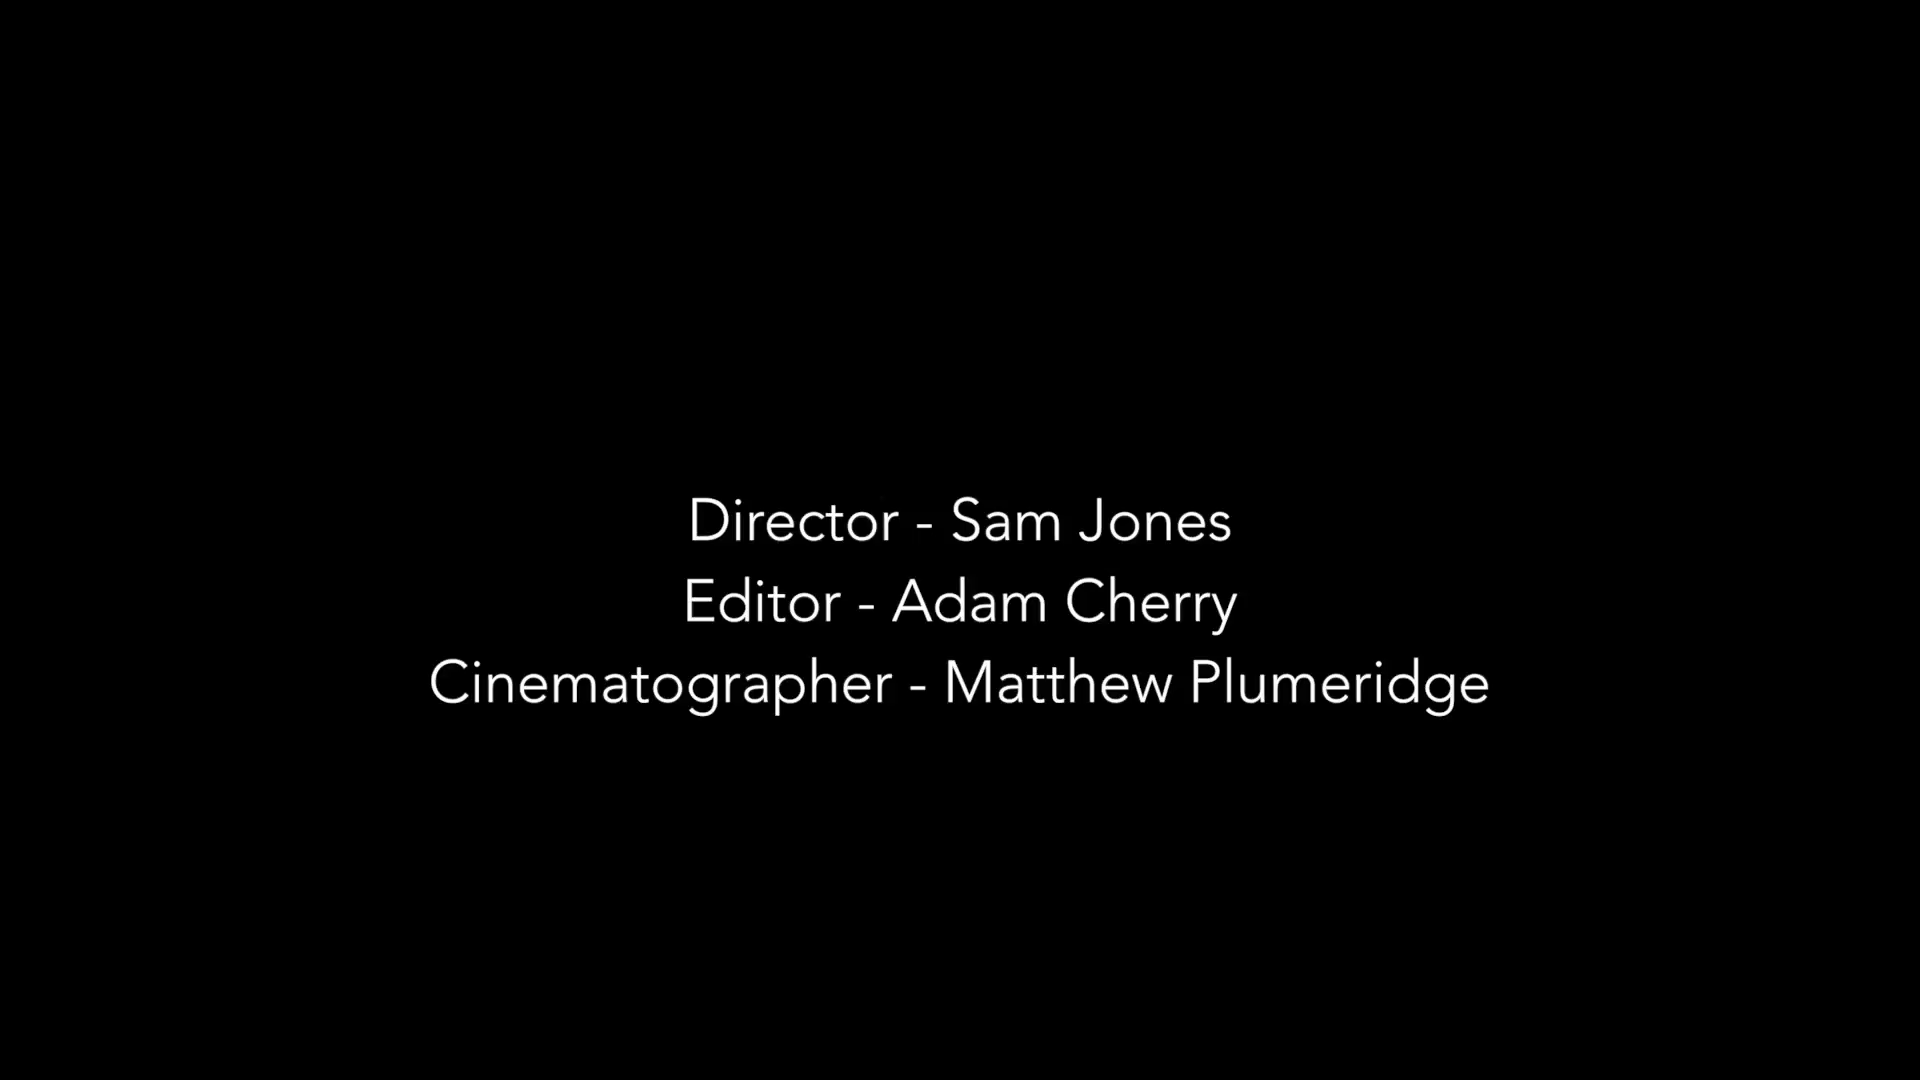 Director - Sam Jones
Editor - Adam Cherry
Cinematographer - Matthew Plumeridge